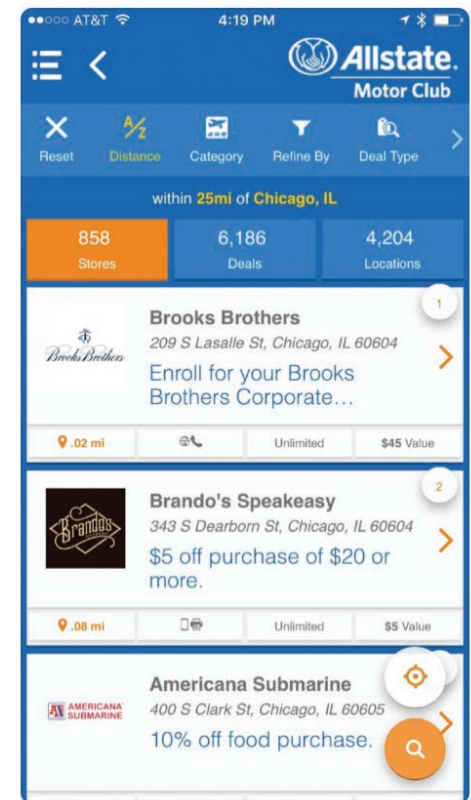 AT&T 4:19 PM
Allstate.
Motor Club
Reset Distance Category Refine By Deal Type
within 25mi of Chicago, IL
858 6,186 4,204
Stores Deals Locations
1
Brooks Brothers
Brooks Brothers
209 S Lasalle St, Chicago, IL 60604
Enroll for your Brooks
Brothers Corporate…
.02 mi Unlimited $45 Value
2
Brando's
Brando's Speakeasy
343 S Dearborn St, Chicago, IL 60604
$5 off purchase of $20 or
more.
.08 mi Unlimited $5 Value
AMERICANA
SUBMARINE
Americana Submarine
400 S Clark St, Chicago, IL 60605
10% off food purchase.